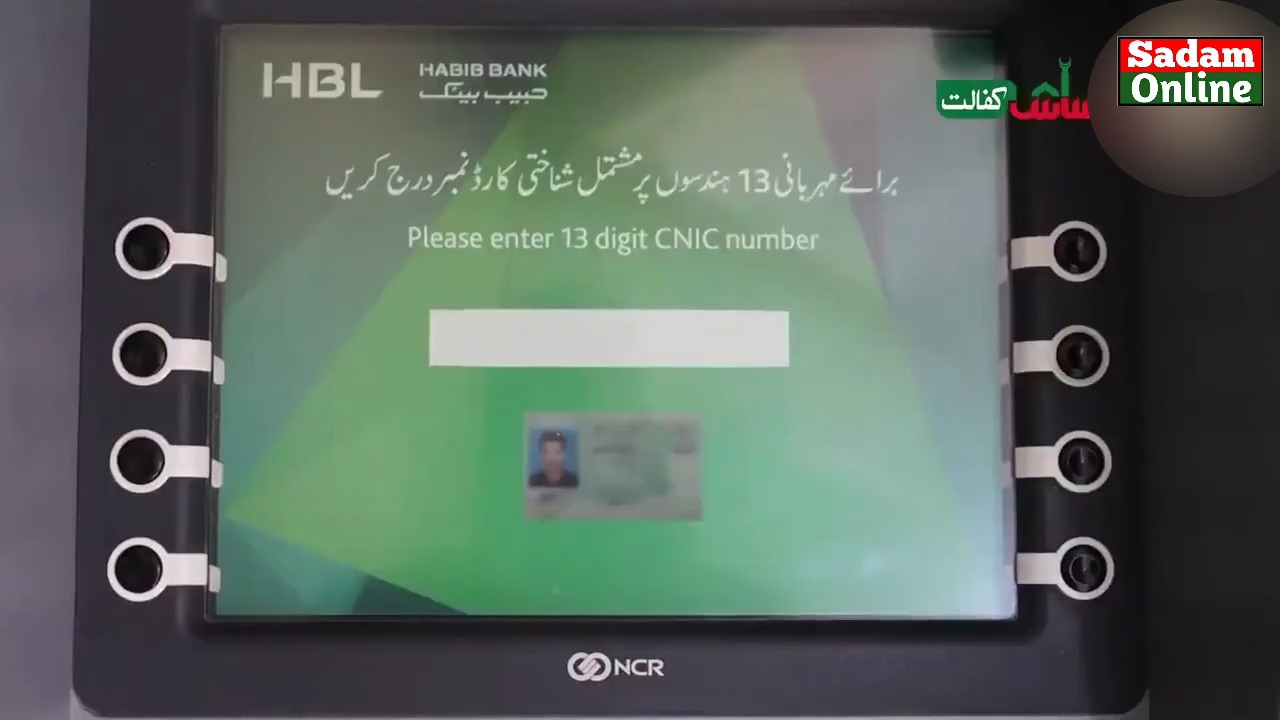 HBL HABIB BANK
حبیب بینک
کفالت
Sadam
Online
برائے مہربانی 13 ہندسوں پر مشتمل شناختی کارڈ نمبر درج کریں
Please enter 13 digit CNIC number
NCR